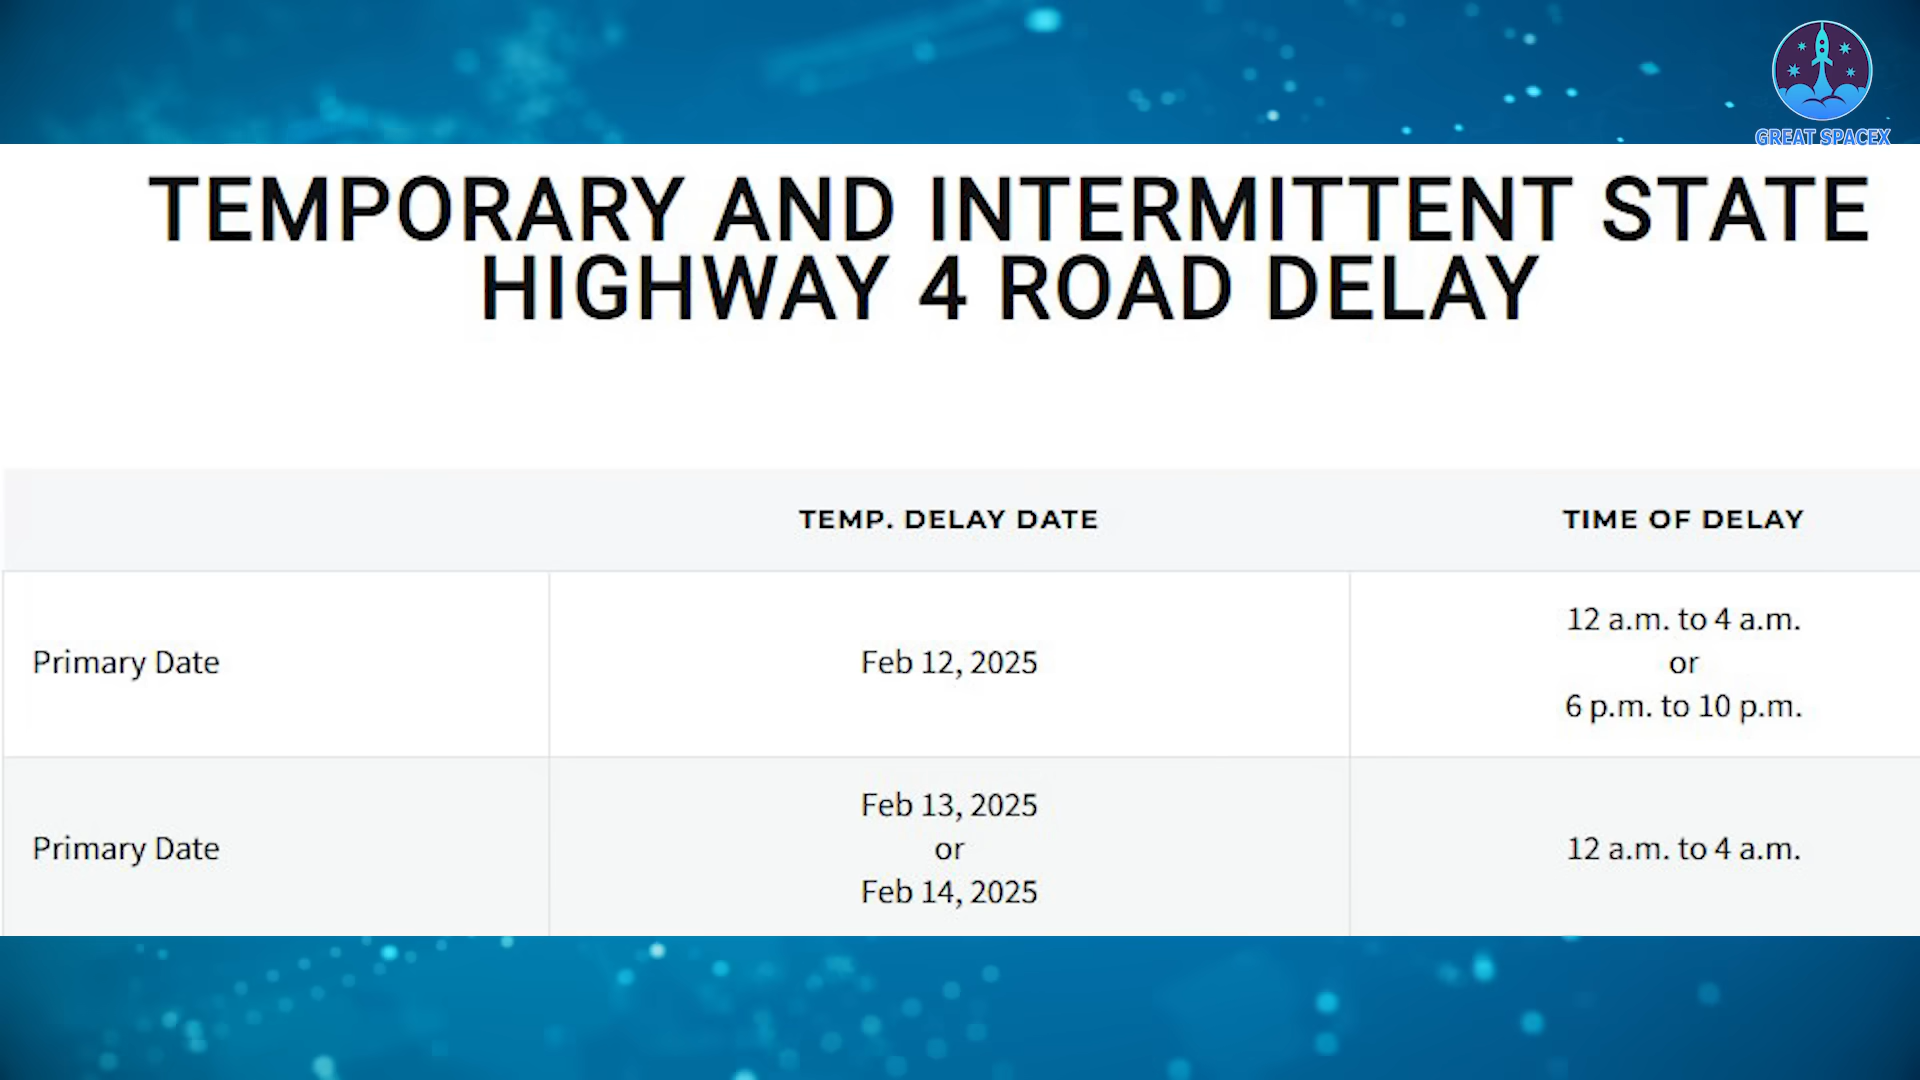 GREAT SPACEX
TEMPORARY AND INTERMITTENT STATE
HIGHWAY 4 ROAD DELAY
TEMP. DELAY DATE
TIME OF DELAY
Primary Date
Feb 12, 2025
12 a.m. to 4 a.m.
or
6 p.m. to 10 p.m.
Primary Date
Feb 13, 2025
or
Feb 14, 2025
12 a.m. to 4 a.m.